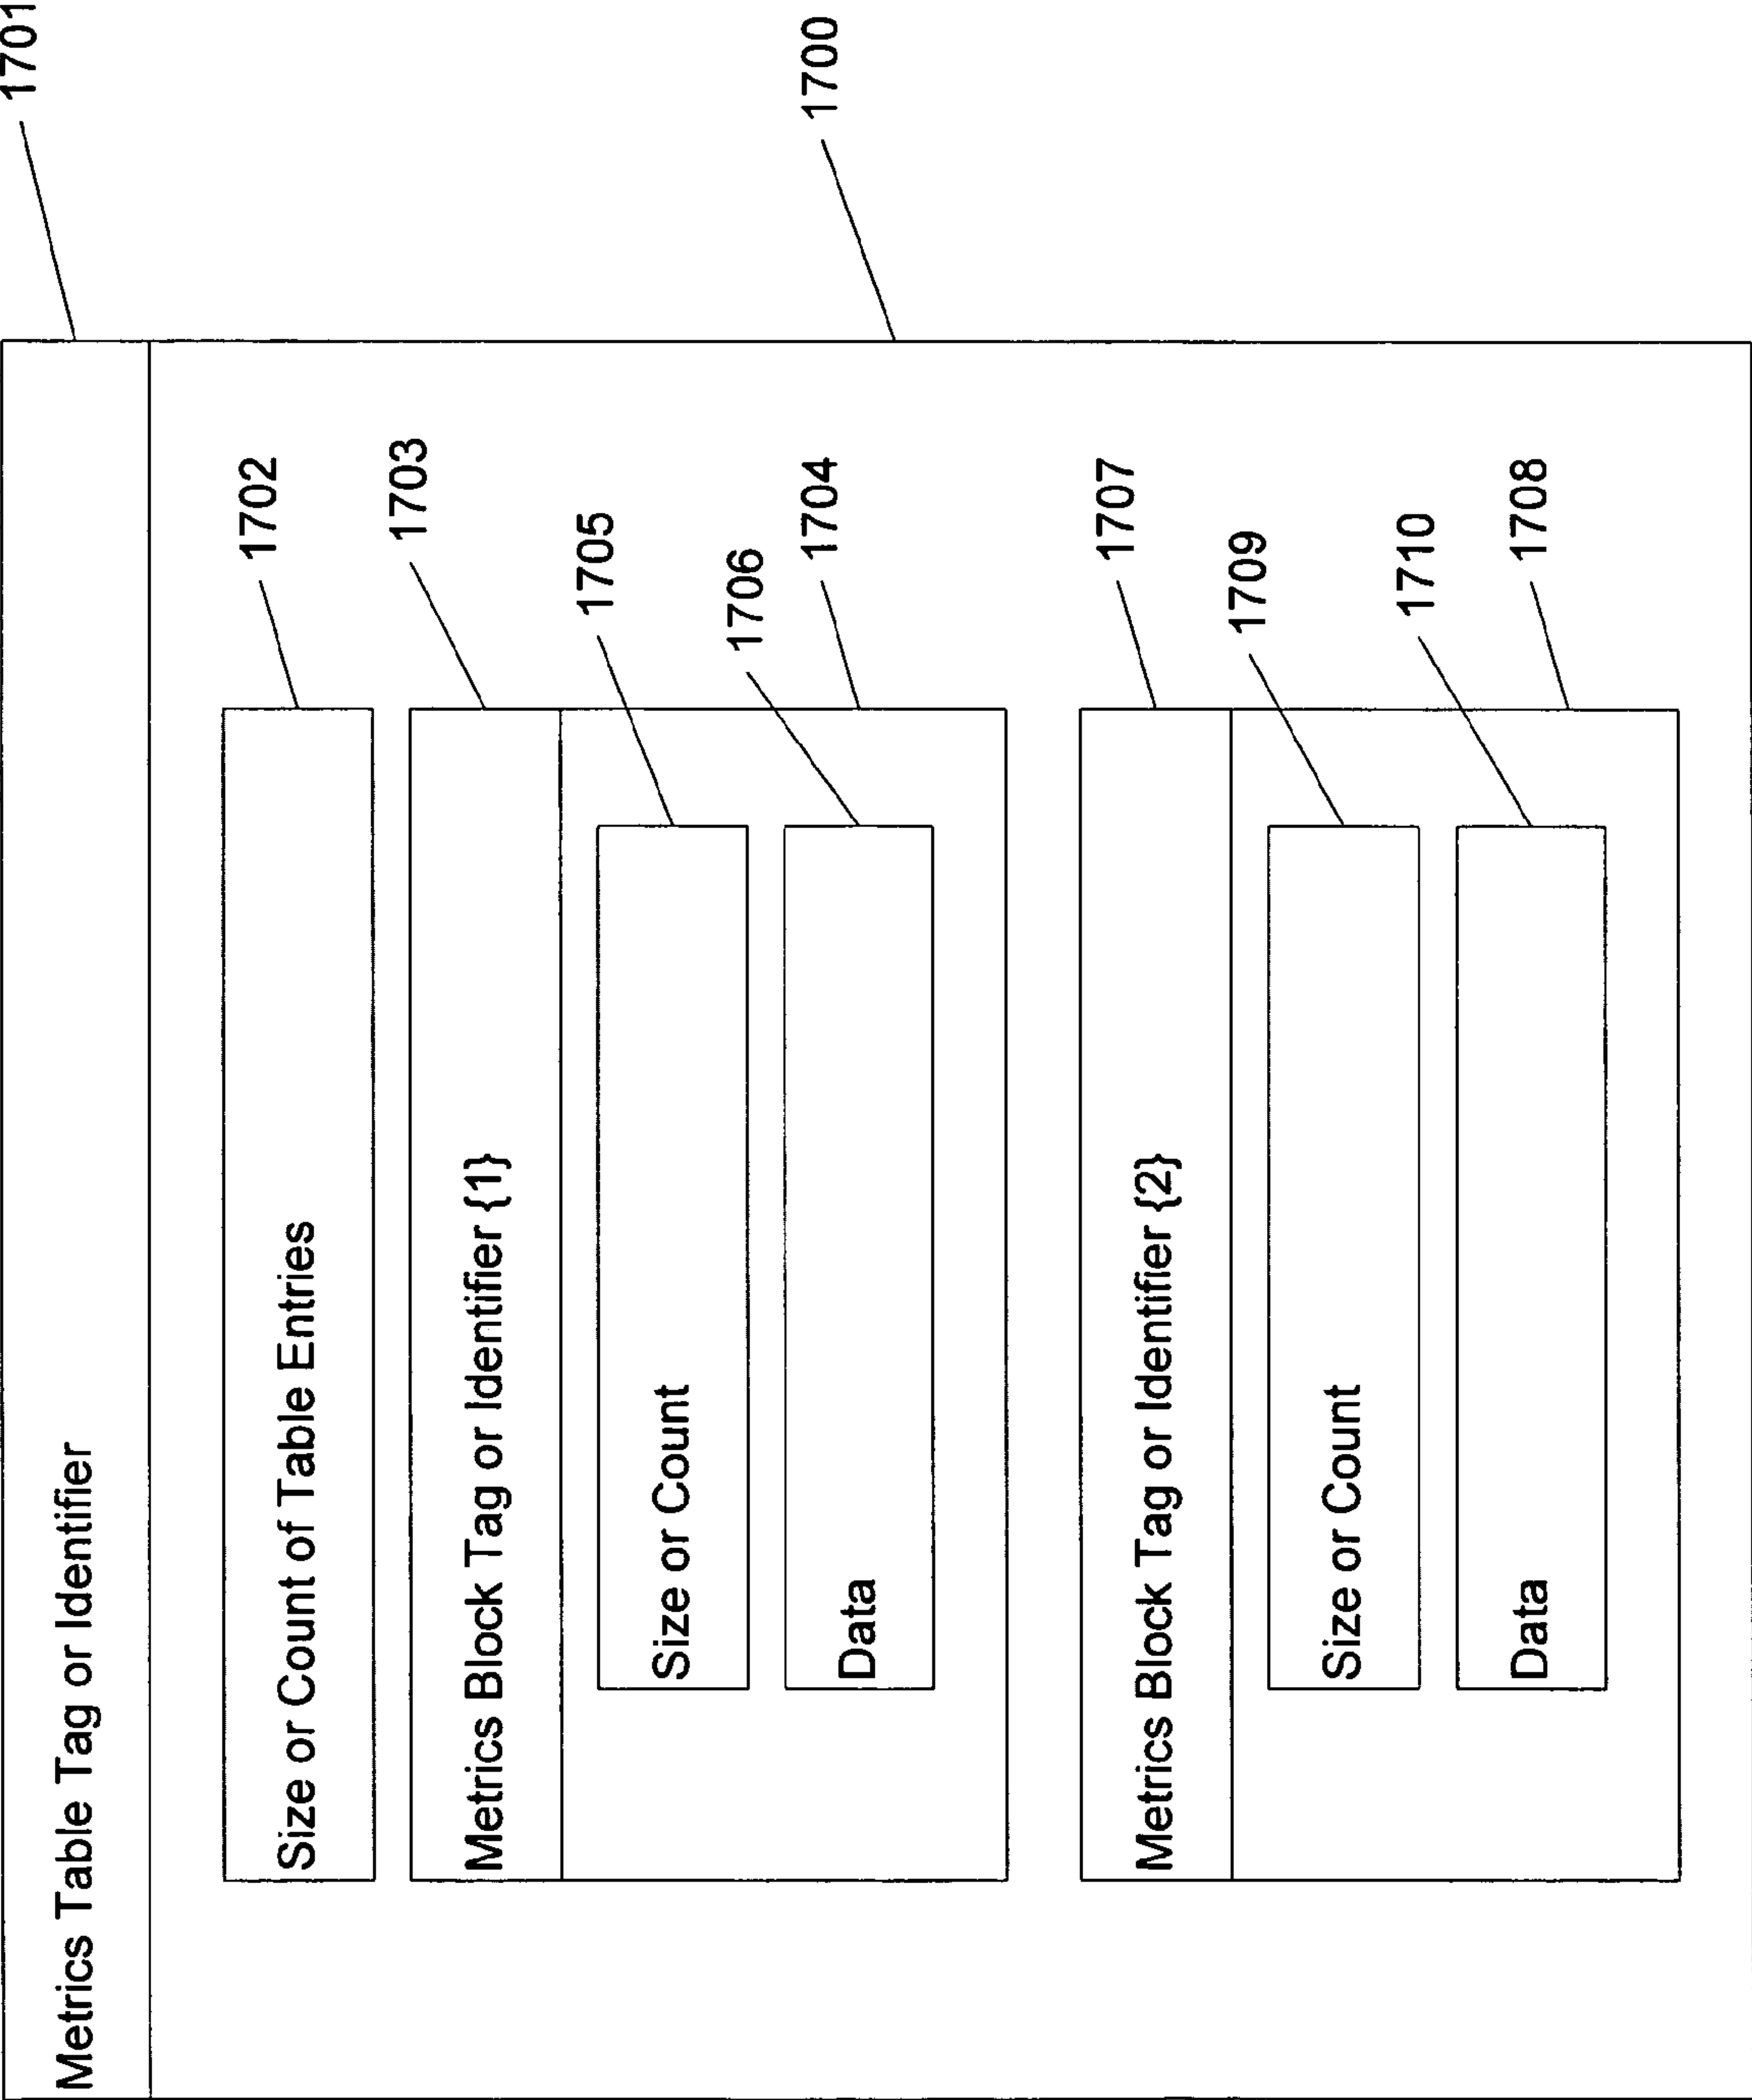 Metrics Table Tag or Identifier
1701
1700
Size or Count of Table Entries
1702
Metrics Block Tag or Identifier {1}
1703
Size or Count
1705
Data
1706
1704
Metrics Block Tag or Identifier {2}
1707
Size or Count
1709
Data
1710
1708